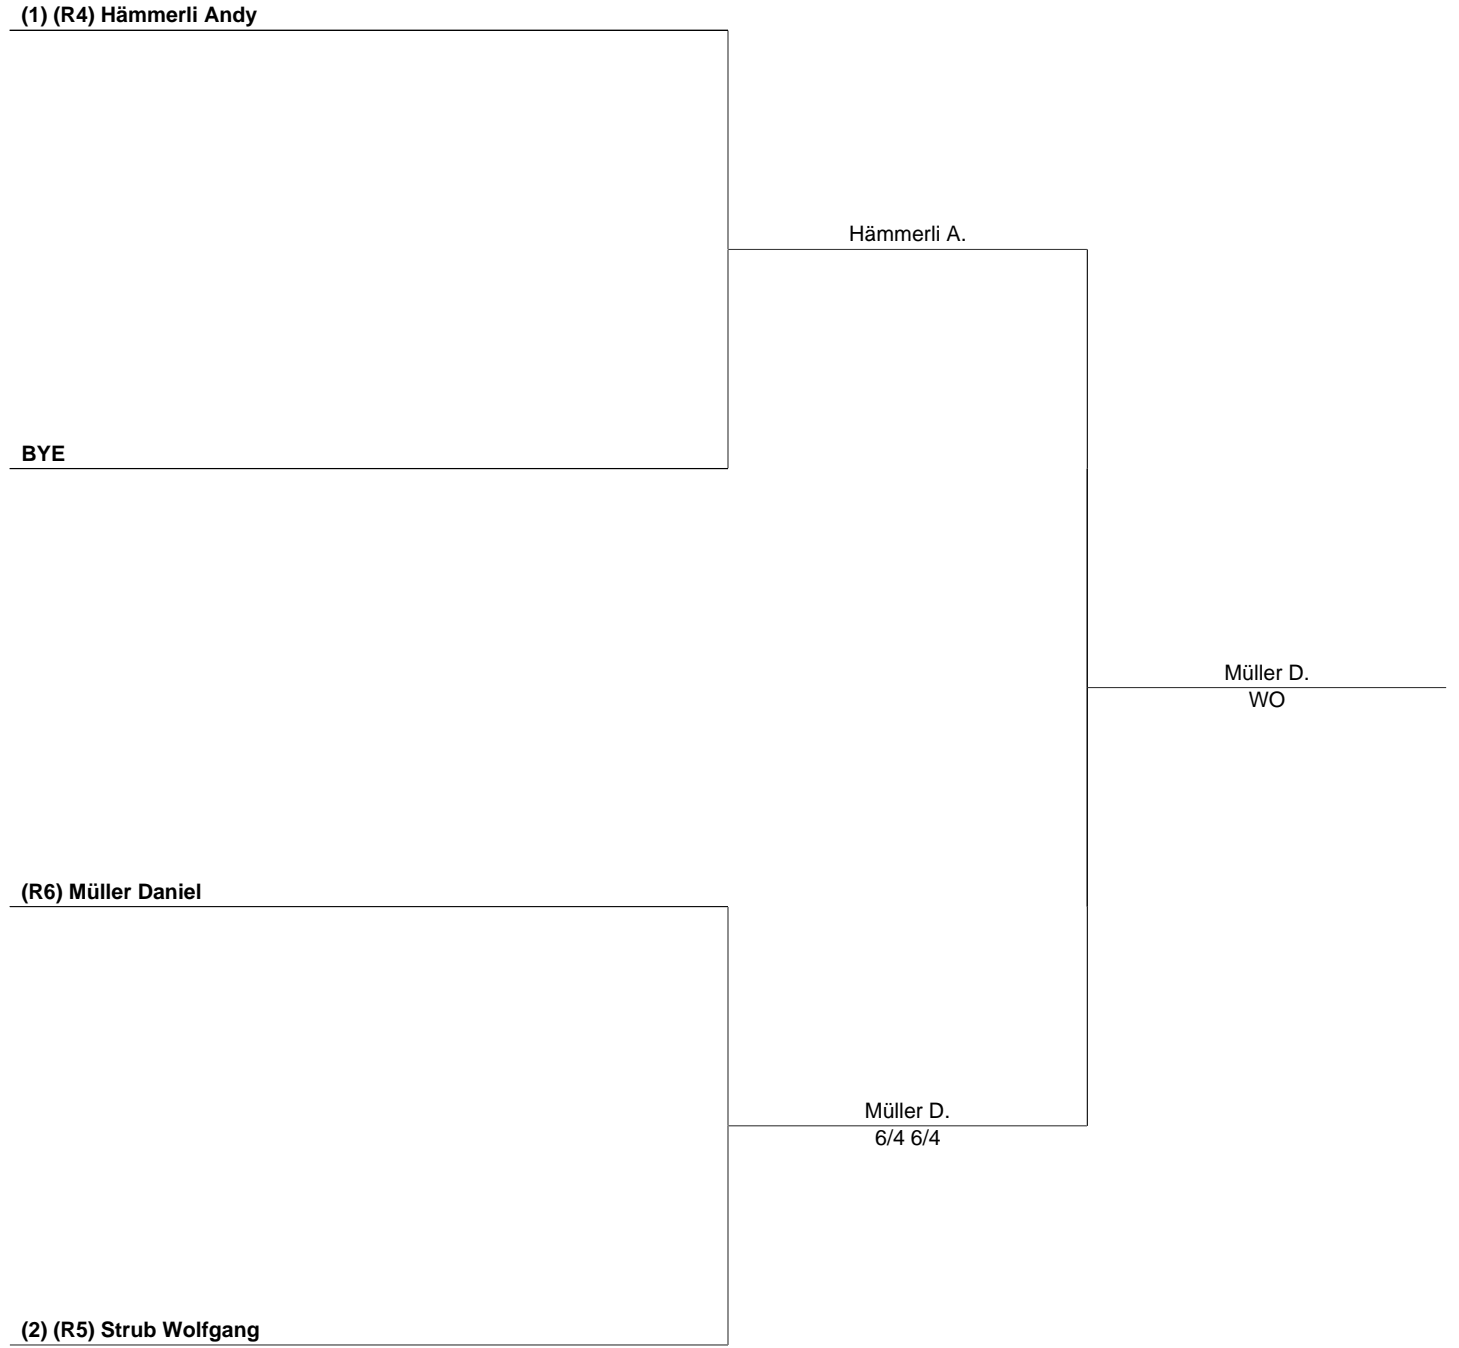 (1) (R4) Hämmerli Andy
Hämmerli A.
BYE
Müller D.
WO
(R6) Müller Daniel
Müller D.
6/4 6/4
(2) (R5) Strub Wolfgang